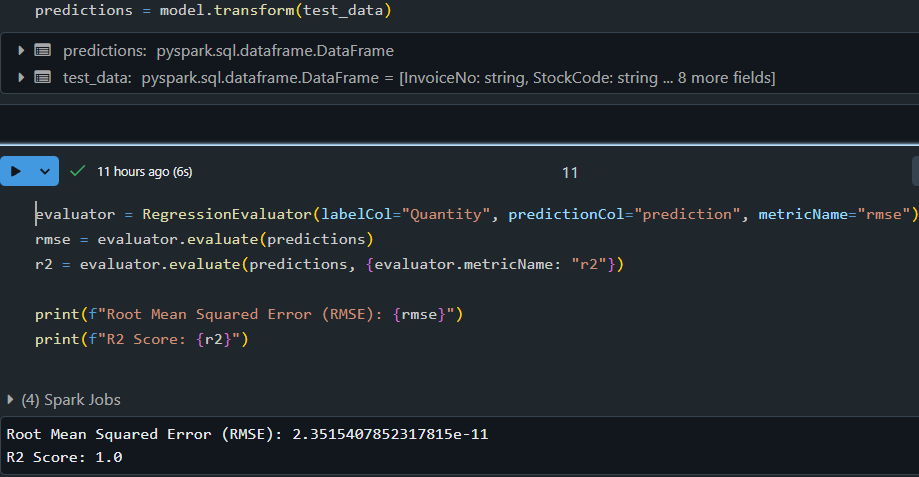 predictions = model.transform(test_data)
predictions: pyspark.sql.dataframe.DataFrame
test_data: pyspark.sql.dataframe.DataFrame = [InvoiceNo: string, StockCode: string ... 8 more fields]
11 hours ago (6s)
11
evaluator = RegressionEvaluator(labelCol="Quantity", predictionCol="prediction", metricName="rmse")
rmse = evaluator.evaluate(predictions)
r2 = evaluator.evaluate(predictions, {evaluator.metricName: "r2"})
print(f"Root Mean Squared Error (RMSE): {rmse}")
print(f"R2 Score: {r2}")
(4) Spark Jobs
Root Mean Squared Error (RMSE): 2.3515407852317815e-11
R2 Score: 1.0